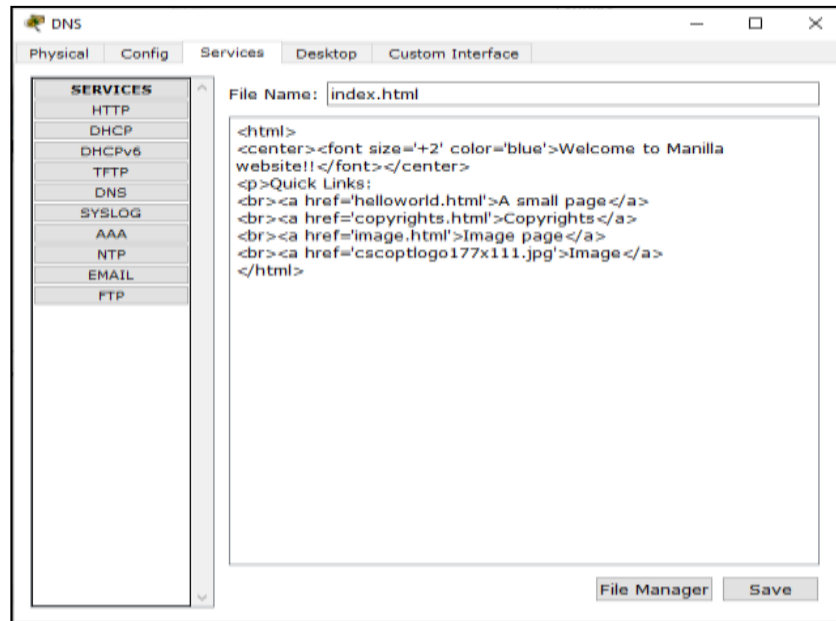 DNS
Physical Config Services Desktop Custom Interface
SERVICES
HTTP
DHCP
DHCPv6
TFTP
DNS
SYSLOG
AAA
NTP
EMAIL
FTP
File Name: index.html
<html>
<center><font size='+2' color='blue'>Welcome to Manilla
website!!</font></center>
<p>Quick Links:
<br><a href='helloworld.html'>A small page</a>
<br><a href='copyrights.html'>Copyrights</a>
<br><a href='image.html'>Image page</a>
<br><a href='cscoptlogo177x111.jpg'>Image</a>
</html>
File Manager Save